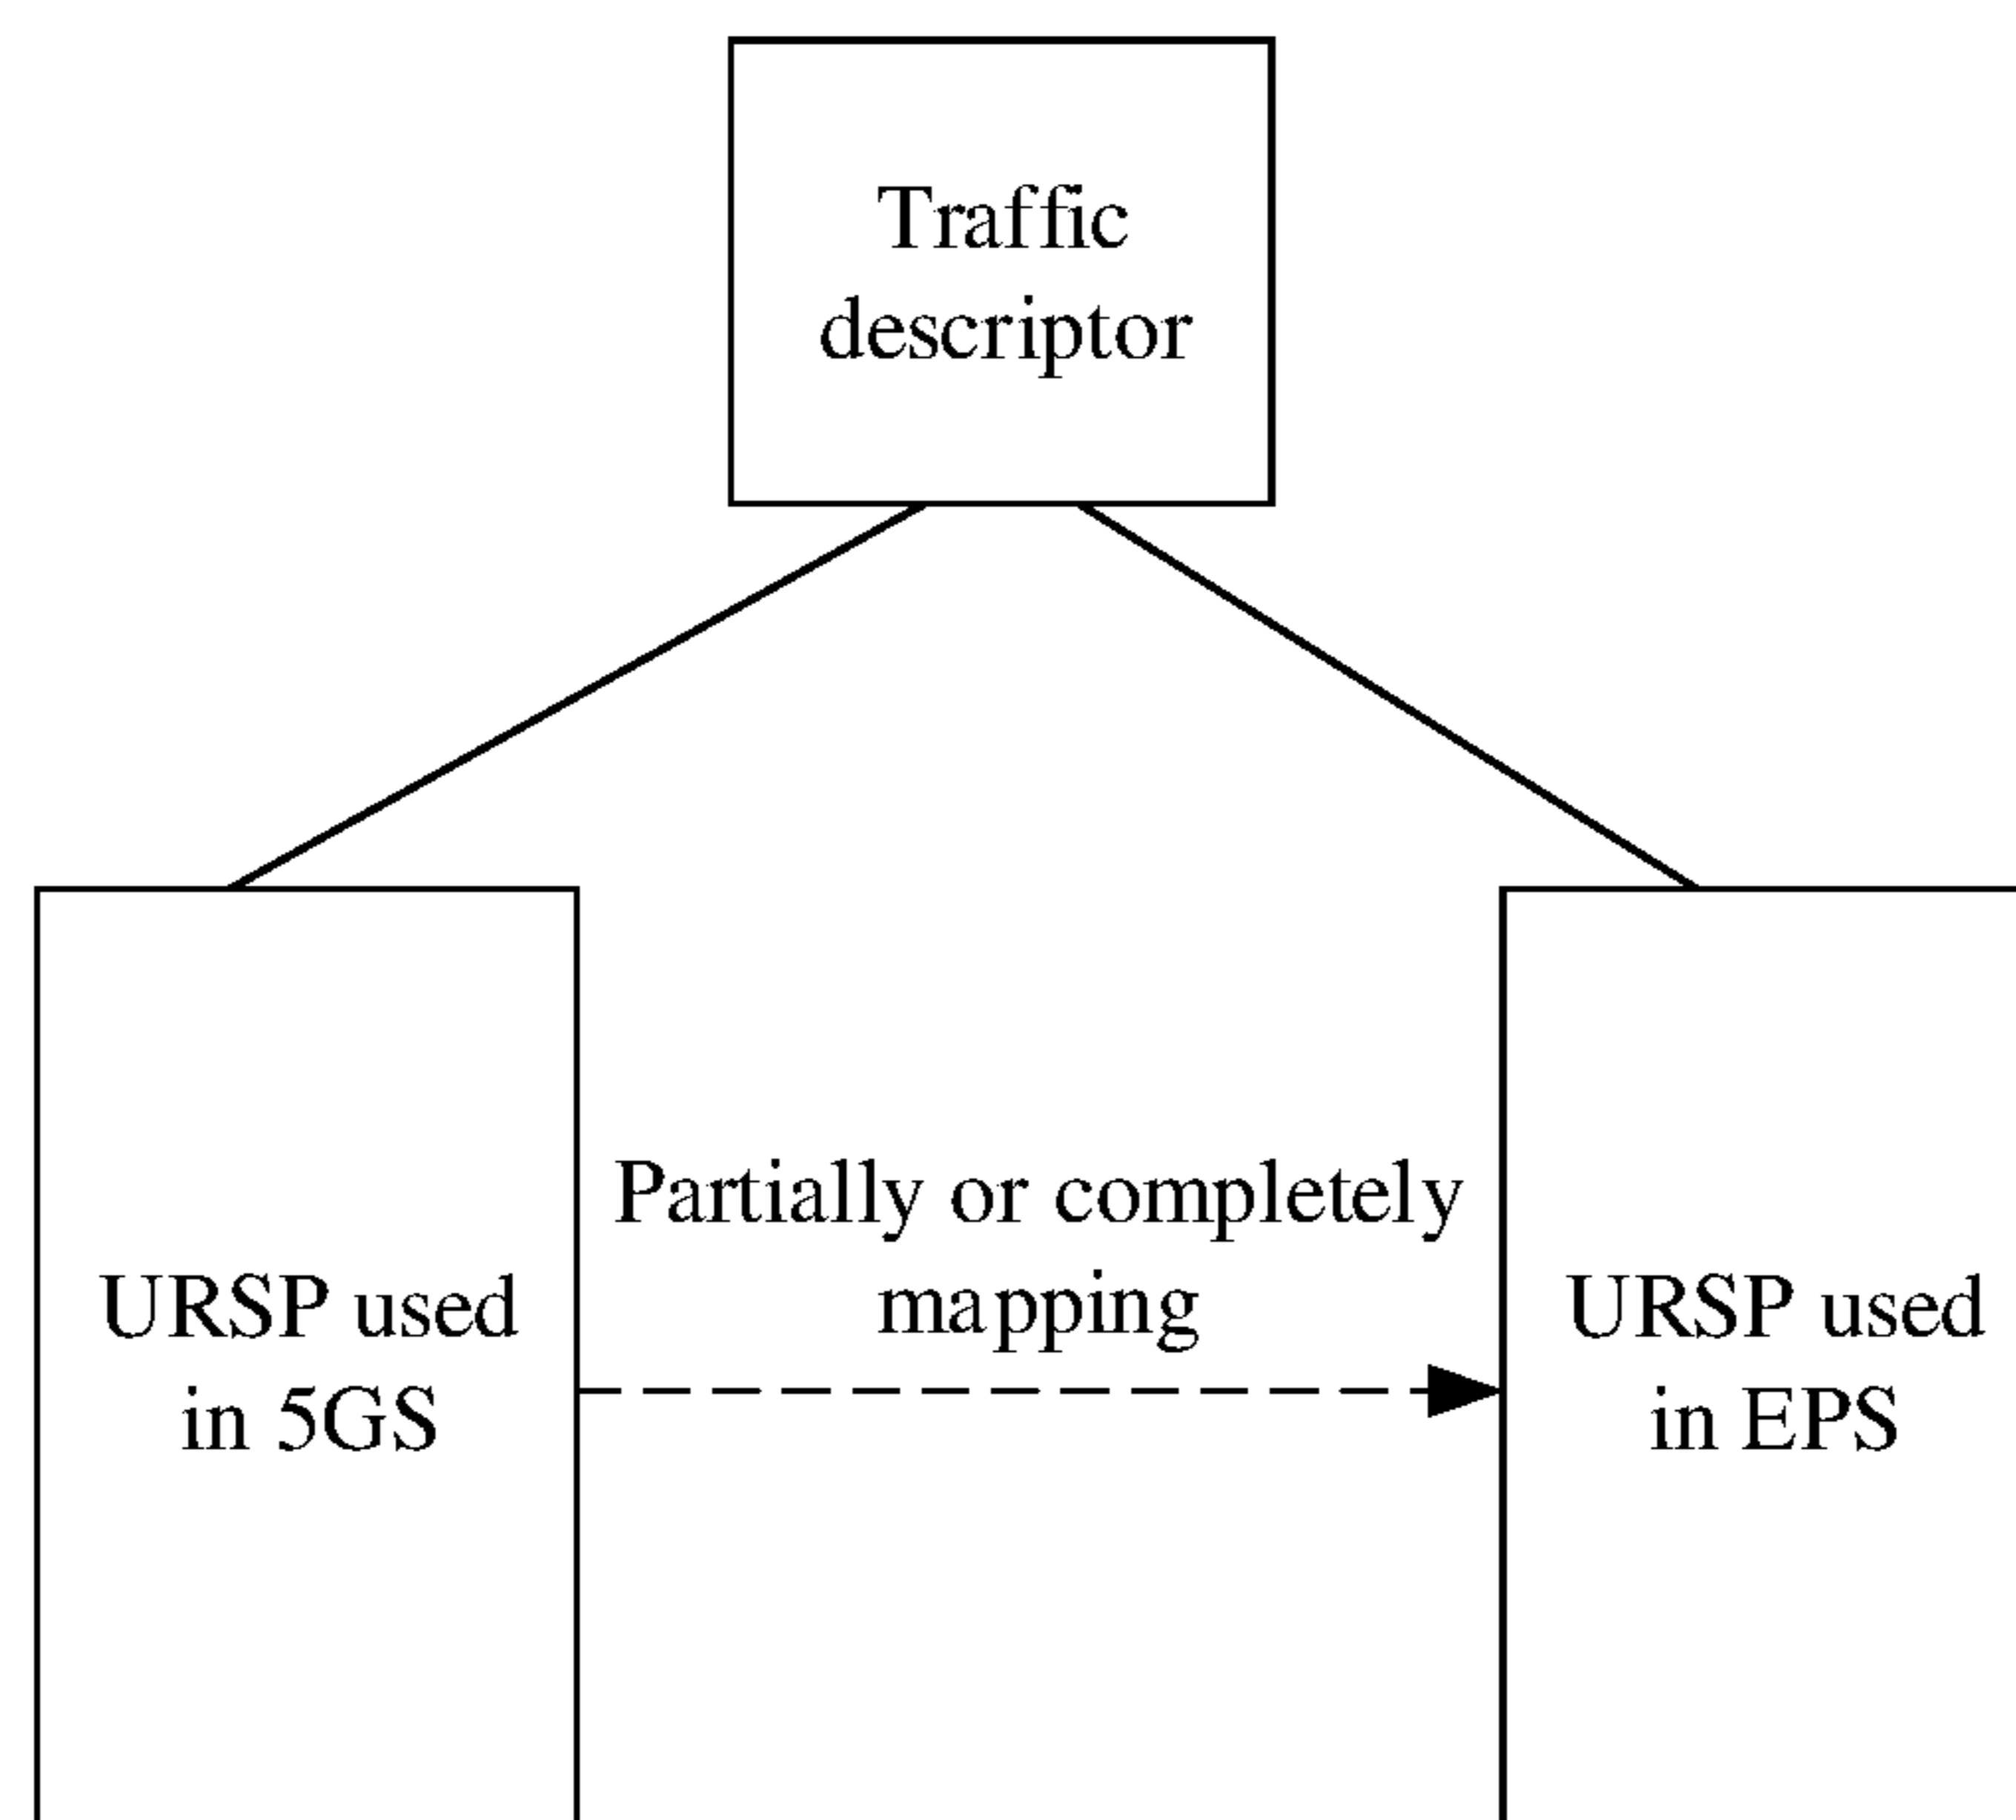 Traffic
descriptor
Partially or completely
mapping
URSP used
in 5GS
URSP used
in EPS